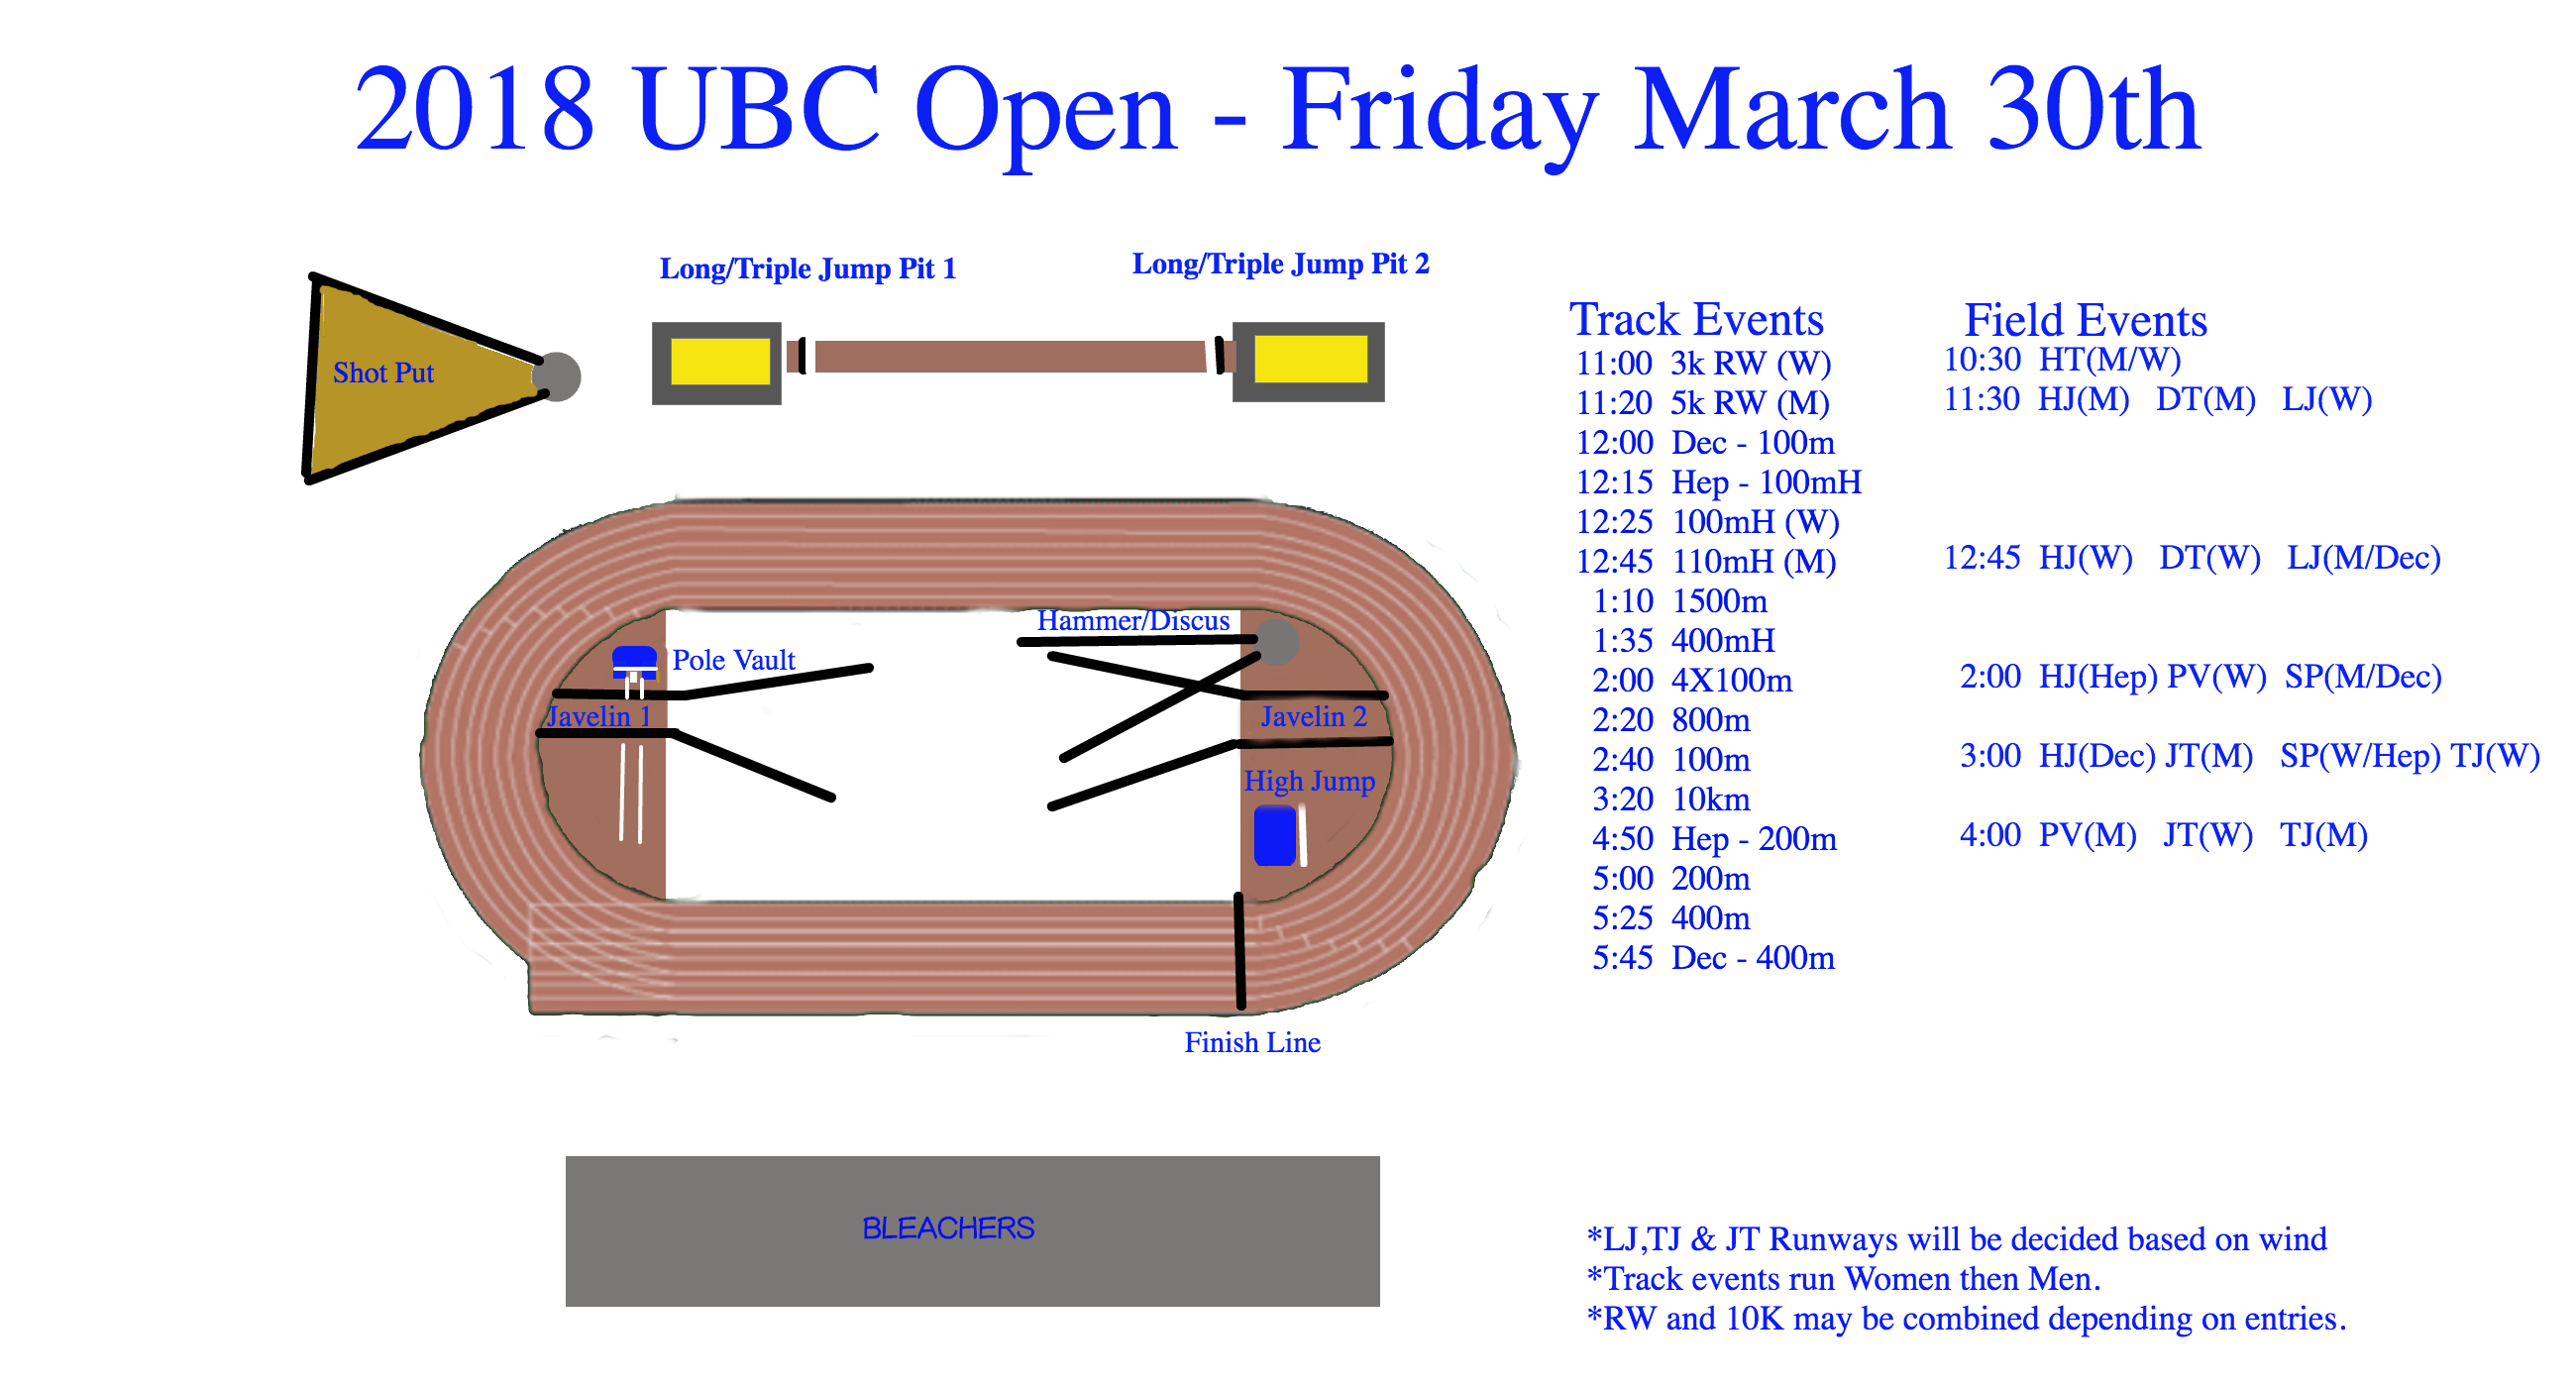 2018 UBC Open - Friday March 30th
Long/Triple Jump Pit 1
Long/Triple Jump Pit 2
Shot Put
Hammer/Discus
Pole Vault
Javelin 1
Javelin 2
High Jump
Finish Line
BLEACHERS
Track Events
11:00 3k RW (W)
11:20 5k RW (M)
12:00 Dec - 100m
12:15 Hep - 100mH
12:25 100mH (W)
12:45 110mH (M)
1:10 1500m
1:35 400mH
2:00 4X100m
2:20 800m
2:40 100m
3:20 10km
4:50 Hep - 200m
5:00 200m
5:25 400m
5:45 Dec - 400m
Field Events
10:30 HT(M/W)
11:30 HJ(M) DT(M) LJ(W)
12:45 HJ(W) DT(W) LJ(M/Dec)
2:00 HJ(Hep) PV(W) SP(M/Dec)
3:00 HJ(Dec) JT(M) SP(W/Hep) TJ(W)
4:00 PV(M) JT(W) TJ(M)
*LJ,TJ & JT Runways will be decided based on wind
*Track events run Women then Men.
*RW and 10K may be combined depending on entries.